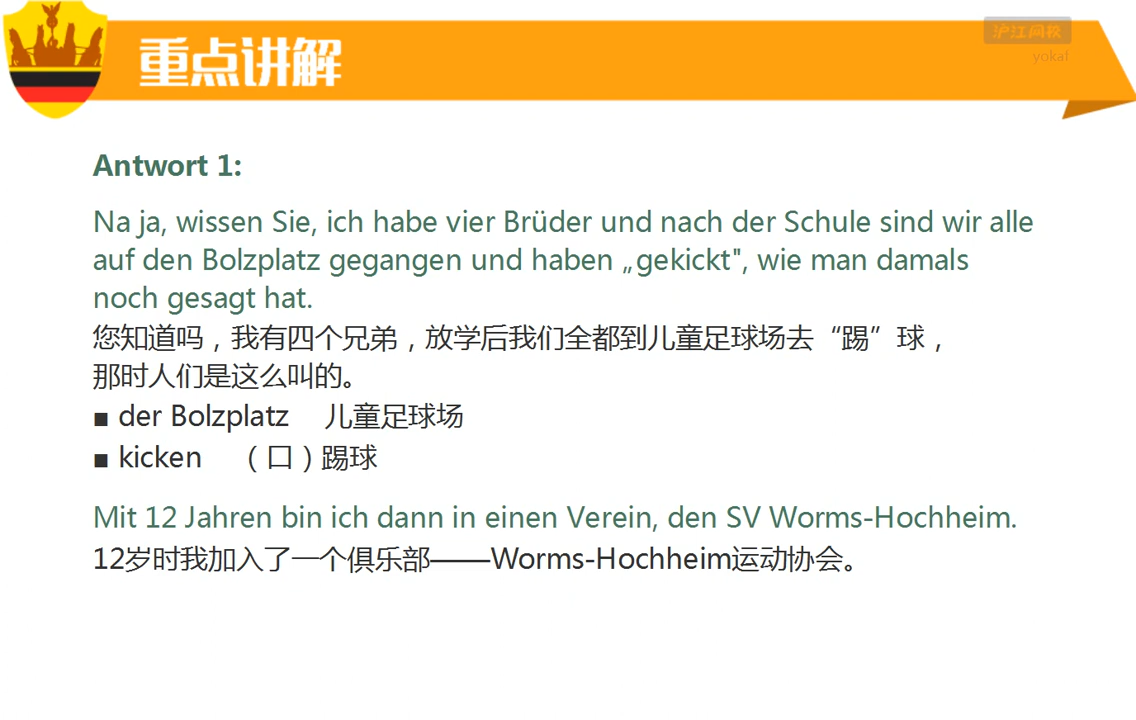 沪江网校
yokat
重点讲解
Antwort 1:
Na ja, wissen Sie, ich habe vier Brüder und nach der Schule sind wir alle
auf den Bolzplatz gegangen und haben „gekickt", wie man damals
noch gesagt hat.
您知道吗，我有四个兄弟，放学后我们全都到儿童足球场去“踢”球，
那时人们是这么叫的。
■ der Bolzplatz 儿童足球场
■ kicken （口）踢球
Mit 12 Jahren bin ich dann in einen Verein, den SV Worms-Hochheim.
12岁时我加入了一个俱乐部——Worms-Hochheim运动协会。